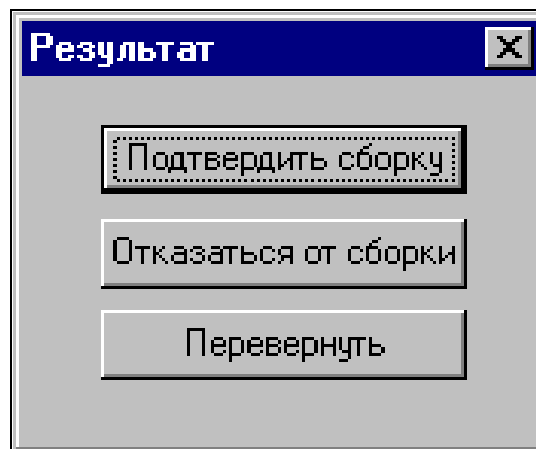 Результат
Подтвердить сборку
Отказаться от сборки
Перевернуть